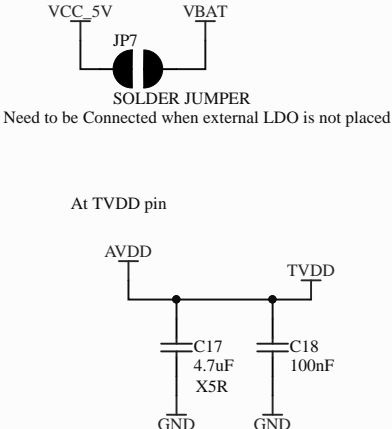 VCC_5V VBAT
JP7
SOLDER JUMPER
Need to be Connected when external LDO is not placed
At TVDD pin
AVDD
TVDD
C17 C18
4.7uF 100nF
X5R
GND GND